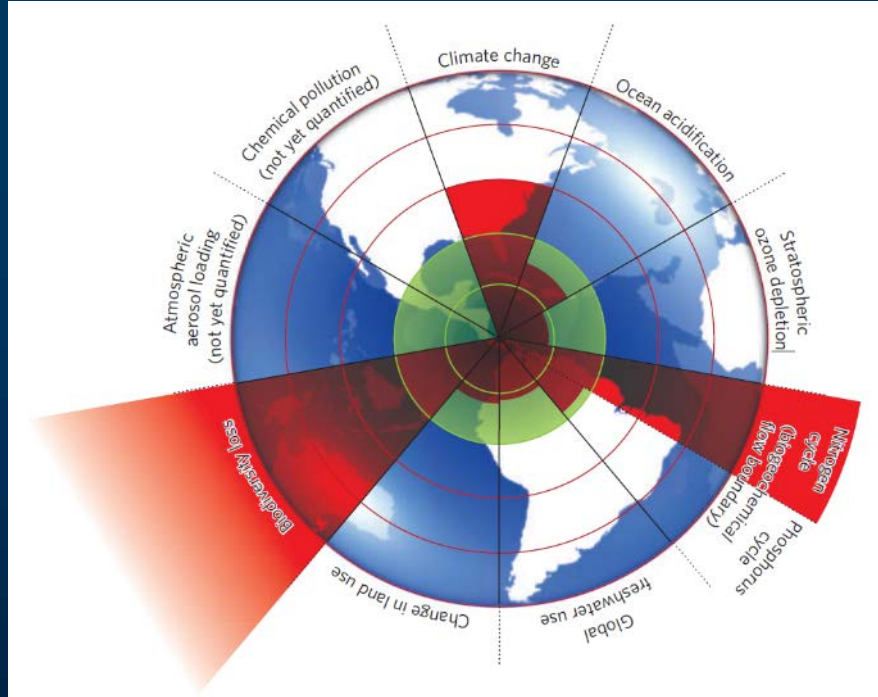 Climate change
Ocean acidification
Stratospheric
ozone depletion
Nitrogen
cycle
(biogeochemical
flow boundary)
Phosphorus
cycle
Global
freshwater use
Change in land use
Biodiversity loss
Atmospheric
aerosol loading
(not yet quantified)
Chemical pollution
(not yet quantified)